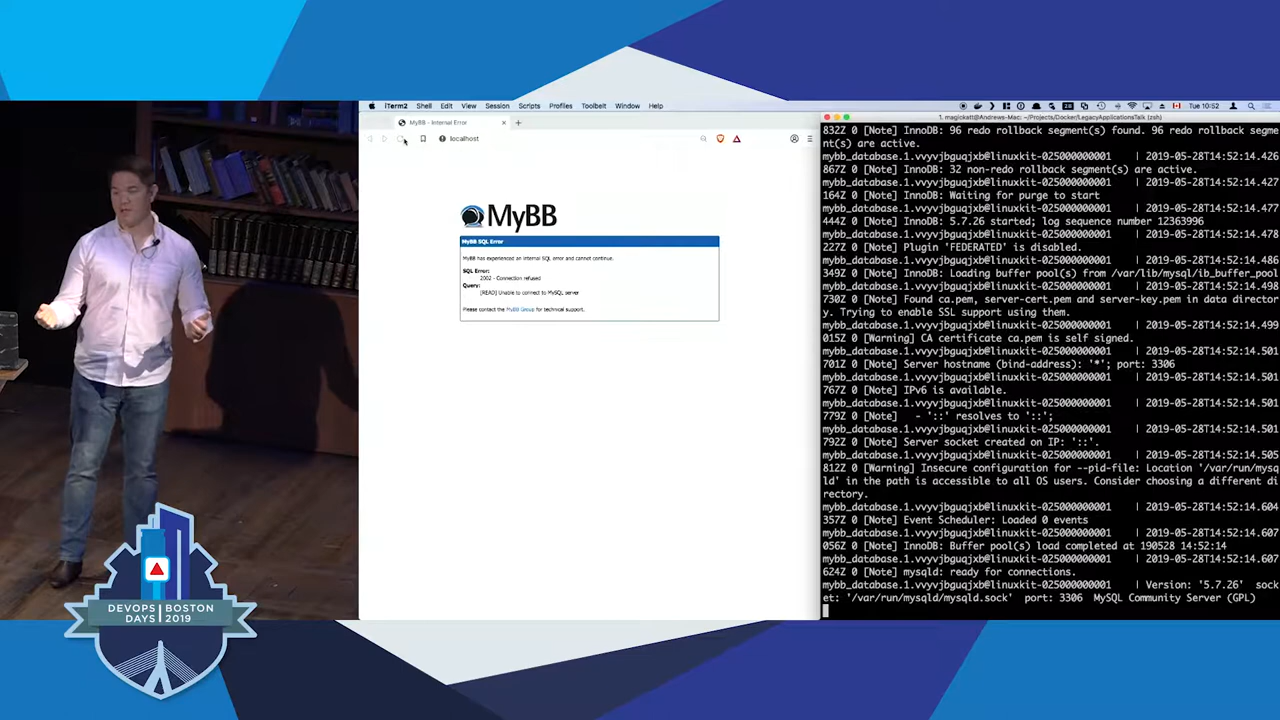 iTerm2 Shell Edit View Session Scripts Profiles Toolbelt Window Help
Tue 10:52
MyBB - Internal Error
localhost
MyBB
MyBB SQL Error
MyBB has experienced an internal SQL error and cannot continue.
SQL Error:
2002 - Connection refused
Query:
[READ] Unable to connect to MySQL server
Please contact the MyBB Group for technical support.
1. magickatt@Andrews-Mac: ~/Projects/Docker/LegacyApplicationsTalk (zsh)
832Z 0 [Note] InnoDB: 96 redo rollback segment(s) found. 96 redo rollback segme
nt(s) are active.
mybb_database.1.vvyvjbguqjxb@linuxkit-025000000001 | 2019-05-28T14:52:14.426
867Z 0 [Note] InnoDB: 32 non-redo rollback segment(s) are active.
mybb_database.1.vvyvjbguqjxb@linuxkit-025000000001 | 2019-05-28T14:52:14.427
164Z 0 [Note] InnoDB: Waiting for purge to start
mybb_database.1.vvyvjbguqjxb@linuxkit-025000000001 | 2019-05-28T14:52:14.477
444Z 0 [Note] InnoDB: 5.7.26 started; log sequence number 12363996
mybb_database.1.vvyvjbguqjxb@linuxkit-025000000001 | 2019-05-28T14:52:14.478
227Z 0 [Note] Plugin 'FEDERATED' is disabled.
mybb_database.1.vvyvjbguqjxb@linuxkit-025000000001 | 2019-05-28T14:52:14.486
349Z 0 [Note] InnoDB: Loading buffer pool(s) from /var/lib/mysql/ib_buffer_pool
mybb_database.1.vvyvjbguqjxb@linuxkit-025000000001 | 2019-05-28T14:52:14.498
730Z 0 [Note] Found ca.pem, server-cert.pem and server-key.pem in data director
y. Trying to enable SSL support using them.
mybb_database.1.vvyvjbguqjxb@linuxkit-025000000001 | 2019-05-28T14:52:14.499
015Z 0 [Warning] CA certificate ca.pem is self signed.
mybb_database.1.vvyvjbguqjxb@linuxkit-025000000001 | 2019-05-28T14:52:14.501
701Z 0 [Note] Server hostname (bind-address): '*'; port: 3306
mybb_database.1.vvyvjbguqjxb@linuxkit-025000000001 | 2019-05-28T14:52:14.501
767Z 0 [Note] IPv6 is available.
mybb_database.1.vvyvjbguqjxb@linuxkit-025000000001 | 2019-05-28T14:52:14.501
779Z 0 [Note] - '::' resolves to '::';
mybb_database.1.vvyvjbguqjxb@linuxkit-025000000001 | 2019-05-28T14:52:14.501
792Z 0 [Note] Server socket created on IP: '::'.
mybb_database.1.vvyvjbguqjxb@linuxkit-025000000001 | 2019-05-28T14:52:14.505
812Z 0 [Warning] Insecure configuration for --pid-file: Location '/var/run/mysq
ld' in the path is accessible to all OS users. Consider choosing a different di
rectory.
mybb_database.1.vvyvjbguqjxb@linuxkit-025000000001 | 2019-05-28T14:52:14.604
357Z 0 [Note] Event Scheduler: Loaded 0 events
mybb_database.1.vvyvjbguqjxb@linuxkit-025000000001 | 2019-05-28T14:52:14.607
056Z 0 [Note] InnoDB: Buffer pool(s) load completed at 190528 14:52:14
mybb_database.1.vvyvjbguqjxb@linuxkit-025000000001 | 2019-05-28T14:52:14.607
624Z 0 [Note] mysqld: ready for connections.
mybb_database.1.vvyvjbguqjxb@linuxkit-025000000001 | Version: '5.7.26' sock
et: '/var/run/mysqld/mysqld.sock' port: 3306 MySQL Community Server (GPL)
DEVOPS BOSTON
DAYS 2019